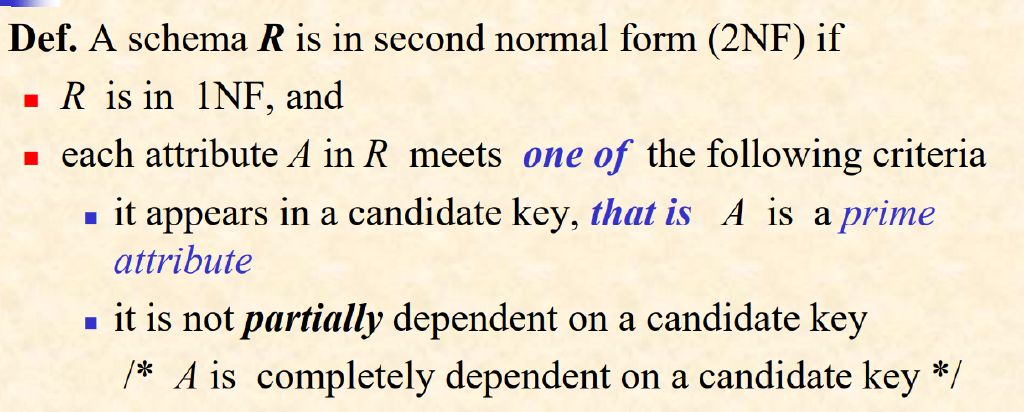 Def. A schema R is in second normal form (2NF) if
R is in 1NF, and
each attribute A in R meets one of the following criteria
it appears in a candidate key, that is A is a prime
attribute
it is not partially dependent on a candidate key
/* A is completely dependent on a candidate key */